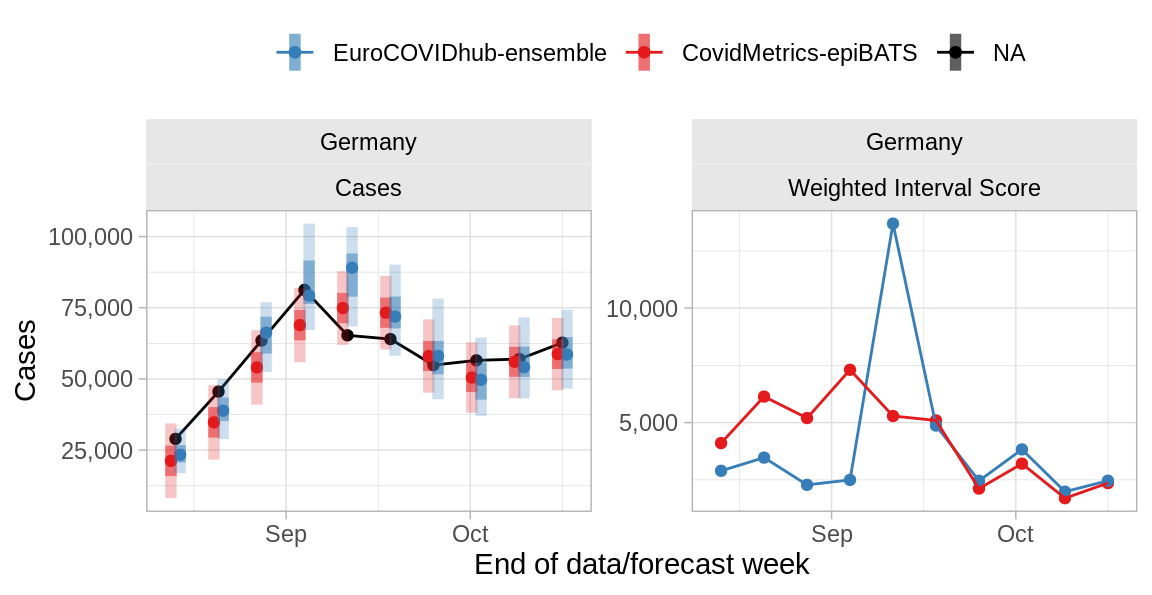 EuroCOVIDhub-ensemble CovidMetrics-epiBATS NA
Germany
Cases
Germany
Weighted Interval Score
Cases
100,000
75,000
50,000
25,000
10,000
5,000
Sep Oct
Sep Oct
End of data/forecast week